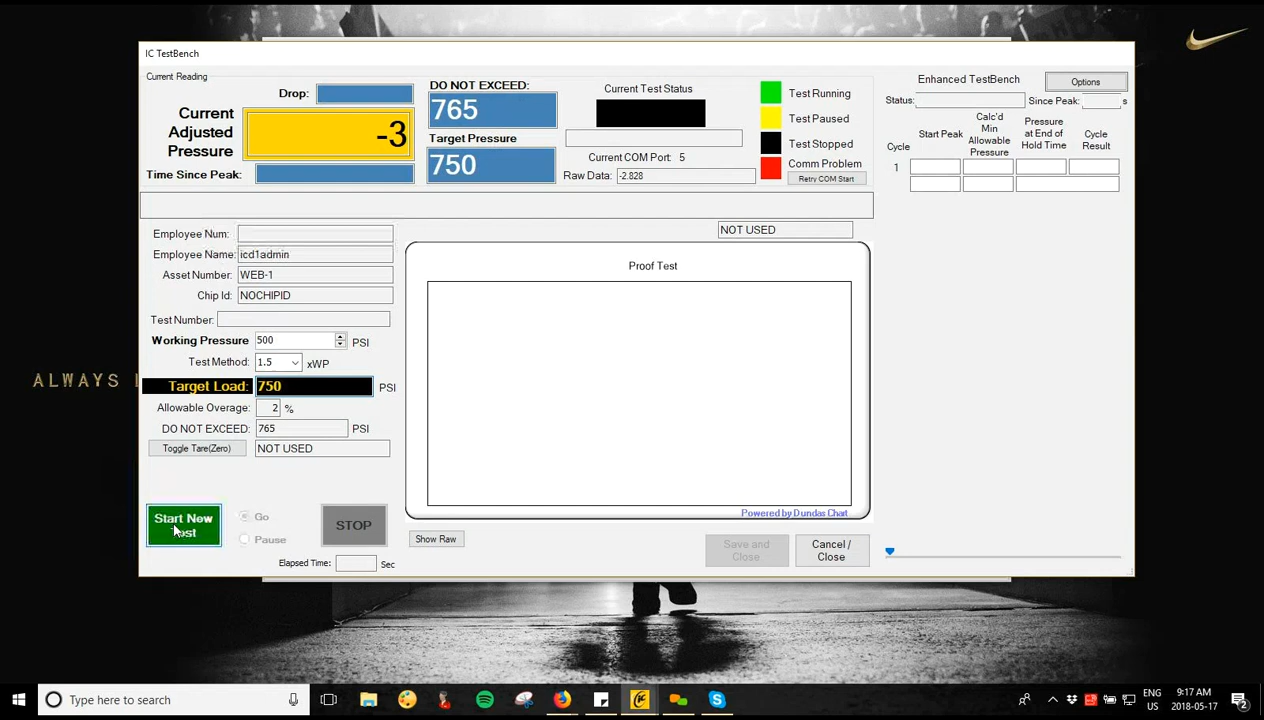 IC TestBench
Current Reading
Drop:
Current
Adjusted
Pressure
-3
Time Since Peak:
DO NOT EXCEED:
765
Target Pressure
750
Current Test Status
Current COM Port: 5
Raw Data: -2.828
Test Running
Test Paused
Test Stopped
Comm Problem
Retry COM Start
Enhanced TestBench
Options
Status:
Since Peak:
s
Cycle
Start Peak
Calc'd
Min
Allowable
Pressure
Pressure
at End of
Hold Time
Cycle
Result
1
NOT USED
Employee Num:
Employee Name: icd1admin
Asset Number: WEB-1
Chip Id: NOCHIPID
Test Number:
Working Pressure 500 PSI
Test Method: 1.5 xWP
Target Load: 750 PSI
Allowable Overage: 2 %
DO NOT EXCEED: 765 PSI
Toggle Tare(Zero) NOT USED
Proof Test
Powered by Dundas Chart
Start New
Test
Go
Pause
STOP
Elapsed Time:
Sec
Show Raw
Save and
Close
Cancel /
Close
ALWAYS
Type here to search
ENG
US
9:17 AM
2018-05-17
2